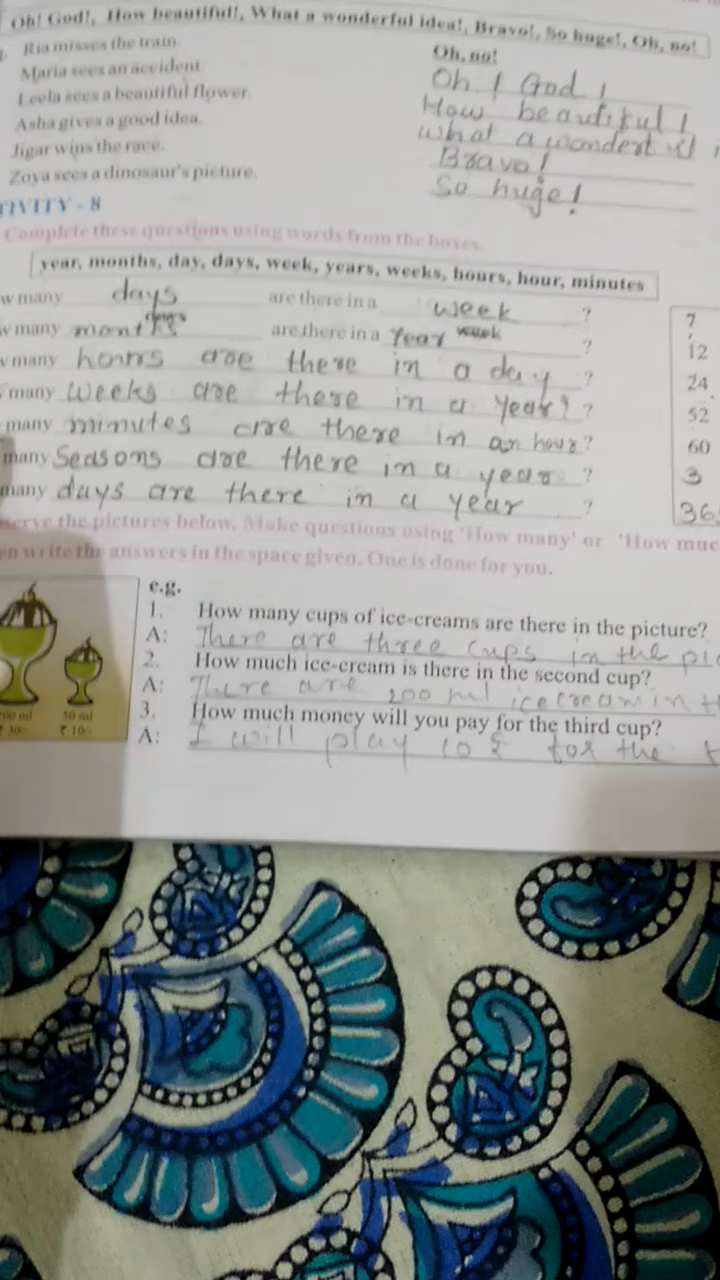 Oh! God!, How beautiful!, What a wonderful idea!, Bravo!, So huge!, Oh, no!
Ria misses the train. Oh, no!
Maria sees an accident. Oh! God!
Leela sees a beautiful flower. How beautiful!
Asha gives a good idea. What a
Jigar wins the race. Bravo!
Zoya sees a dinosaur's picture. So huge!
TIVITY - 8
Complete these questions using words from the boxes.
year, months, day, days, week, years, weeks, hours, hour, minutes
w many days are there in a week ? 7
w many are there in a Year ? 12
many hours are there in a day ? 24
many weeks are there in a year? ? 52
many minutes are there in an hour? 60
many Seasons are there in a year ? 3
many days are there in a year ? 36
serve the pictures below. Make questions using 'How many' or 'How muc
en write the answers in the space given. One is done for you.
e.g.
1. How many cups of ice-creams are there in the picture?
A: There are three cups in the pic
2. How much ice-cream is there in the second cup?
A: There are 200 ml icecream in th
3. How much money will you pay for the third cup?
A: I will play 10 ₹ for the t
50 ml
₹ 10